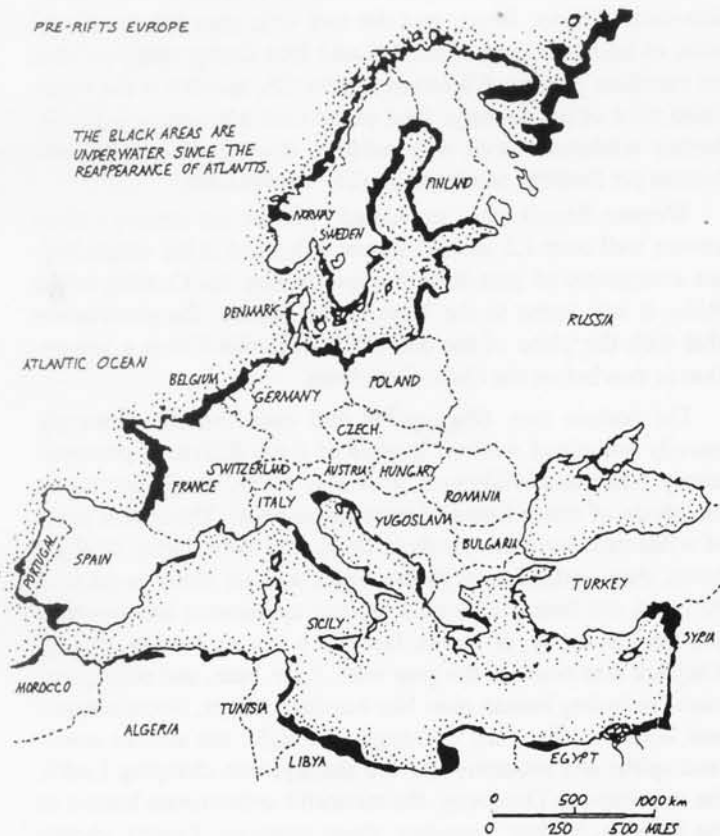 PRE-RIFTS EUROPE
THE BLACK AREAS ARE
UNDERWATER SINCE THE
REAPPEARANCE OF ATLANTIS.
FINLAND
NORWAY
SWEDEN
DENMARK
RUSSIA
ATLANTIC OCEAN
BELGIUM
GERMANY
POLAND
CZECH.
SWITZERLAND
AUSTRIA
HUNGARY
FRANCE
ITALY
ROMANIA
YUGOSLAVIA
BULGARIA
PORTUGAL
SPAIN
TURKEY
SICILY
SYRIA
MOROCCO
ALGERIA
TUNISIA
LIBYA
EGYPT
0 500 1000 KM
0 250 500 MILES